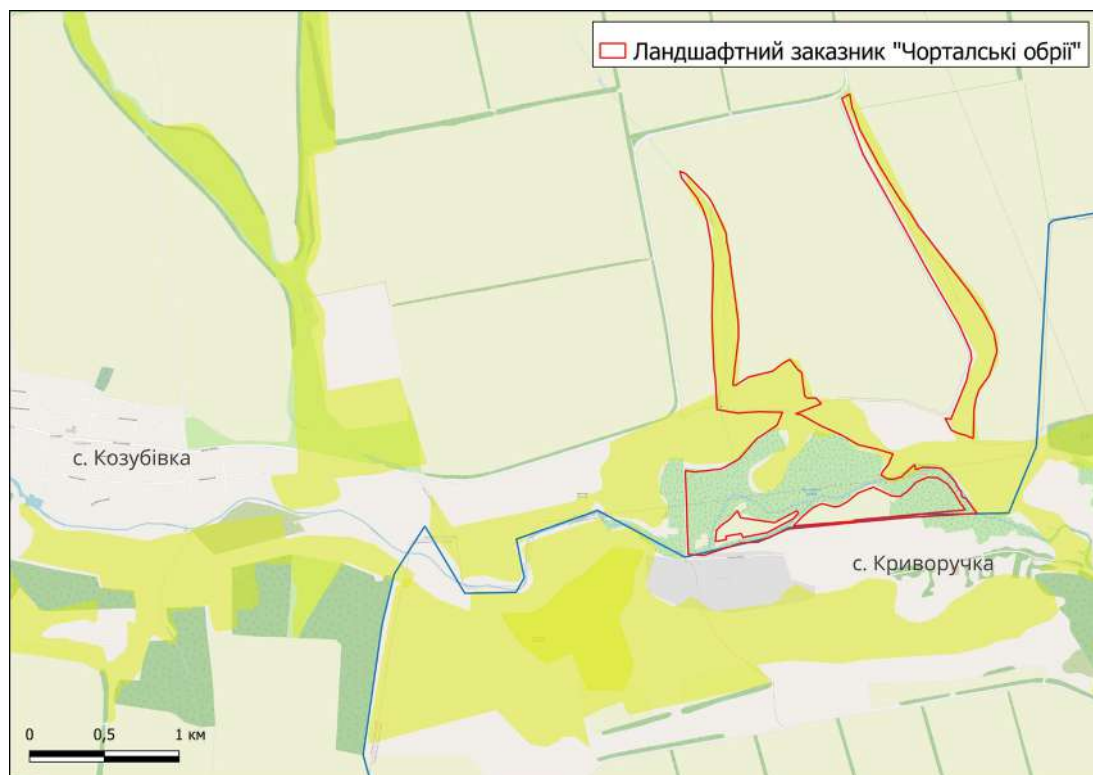 Ландшафтний заказник "Чорталські обрії"
с. Козубівка
с. Криворучка
0 0,5 1 км